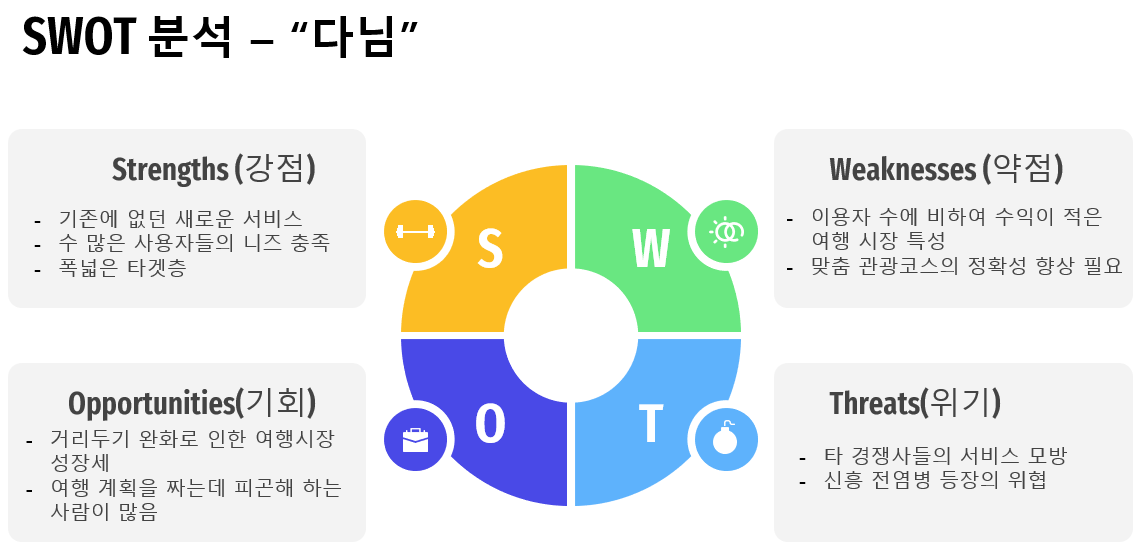 SWOT 분석 – “다님”
Strengths (강점)
- 기존에 없던 새로운 서비스
- 수 많은 사용자들의 니즈 충족
- 폭넓은 타겟층
Weaknesses (약점)
- 이용자 수에 비하여 수익이 적은
여행 시장 특성
- 맞춤 관광코스의 정확성 향상 필요
S
W
O
T
Opportunities(기회)
- 거리두기 완화로 인한 여행시장
성장세
- 여행 계획을 짜는데 피곤해 하는
사람이 많음
Threats(위기)
- 타 경쟁사들의 서비스 모방
- 신흥 전염병 등장의 위협